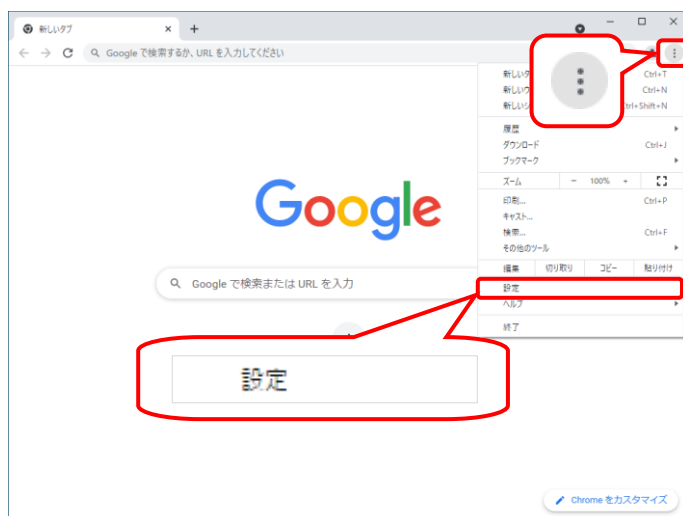 新しいタブ
Google で検索するか、URL を入力してください
新しい
Ctrl+T
新しい
Ctrl+N
新しい
Ctrl+Shift+N
履歴
ダウンロード Ctrl+J
ブックマーク
ズーム - 100% +
印刷... Ctrl+P
キャスト...
検索... Ctrl+F
その他のツール
編集 切り取り コピー 貼り付け
設定
ヘルプ
終了
Google
Google で検索または URL を入力
設定
Chrome をカスタマイズ